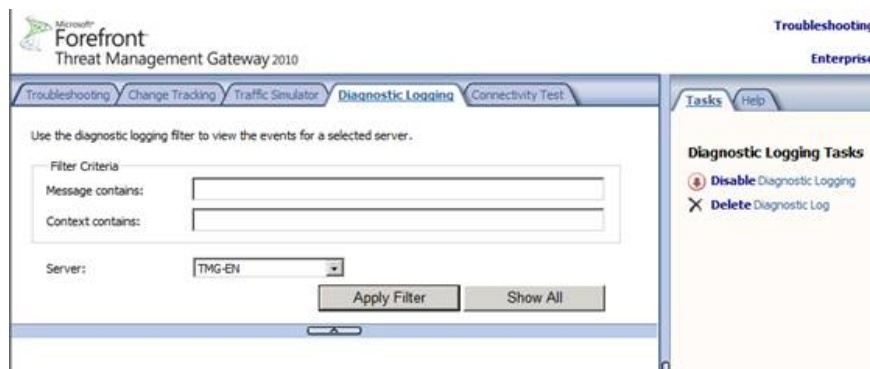 Microsoft®
Forefront
Threat Management Gateway 2010
Troubleshooting
Enterprise
Troubleshooting Change Tracking Traffic Simulator Diagnostic Logging Connectivity Test
Use the diagnostic logging filter to view the events for a selected server.
Filter Criteria
Message contains:
Context contains:
Server: TMG-EN
Apply Filter Show All
Tasks Help
Diagnostic Logging Tasks
Disable Diagnostic Logging
Delete Diagnostic Log